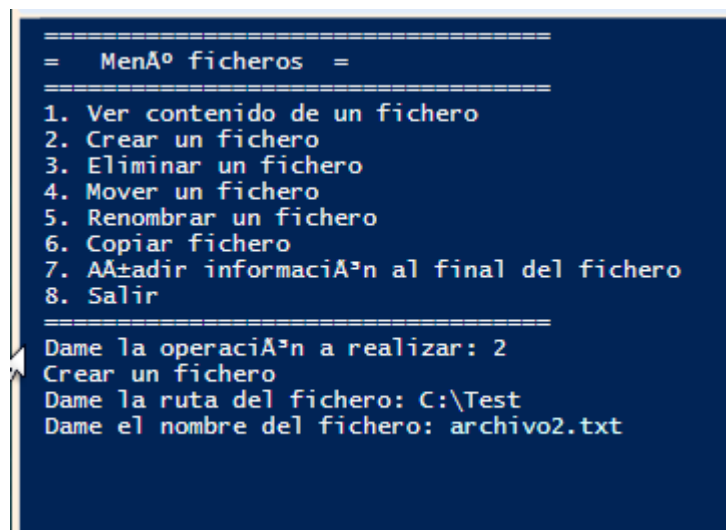 ===================================
=   MenÃº ficheros  =
===================================
1. Ver contenido de un fichero
2. Crear un fichero
3. Eliminar un fichero
4. Mover un fichero
5. Renombrar un fichero
6. Copiar fichero
7. AÃ±adir informaciÃ³n al final del fichero
8. Salir
===================================
Dame la operaciÃ³n a realizar: 2
Crear un fichero
Dame la ruta del fichero: C:\Test
Dame el nombre del fichero: archivo2.txt